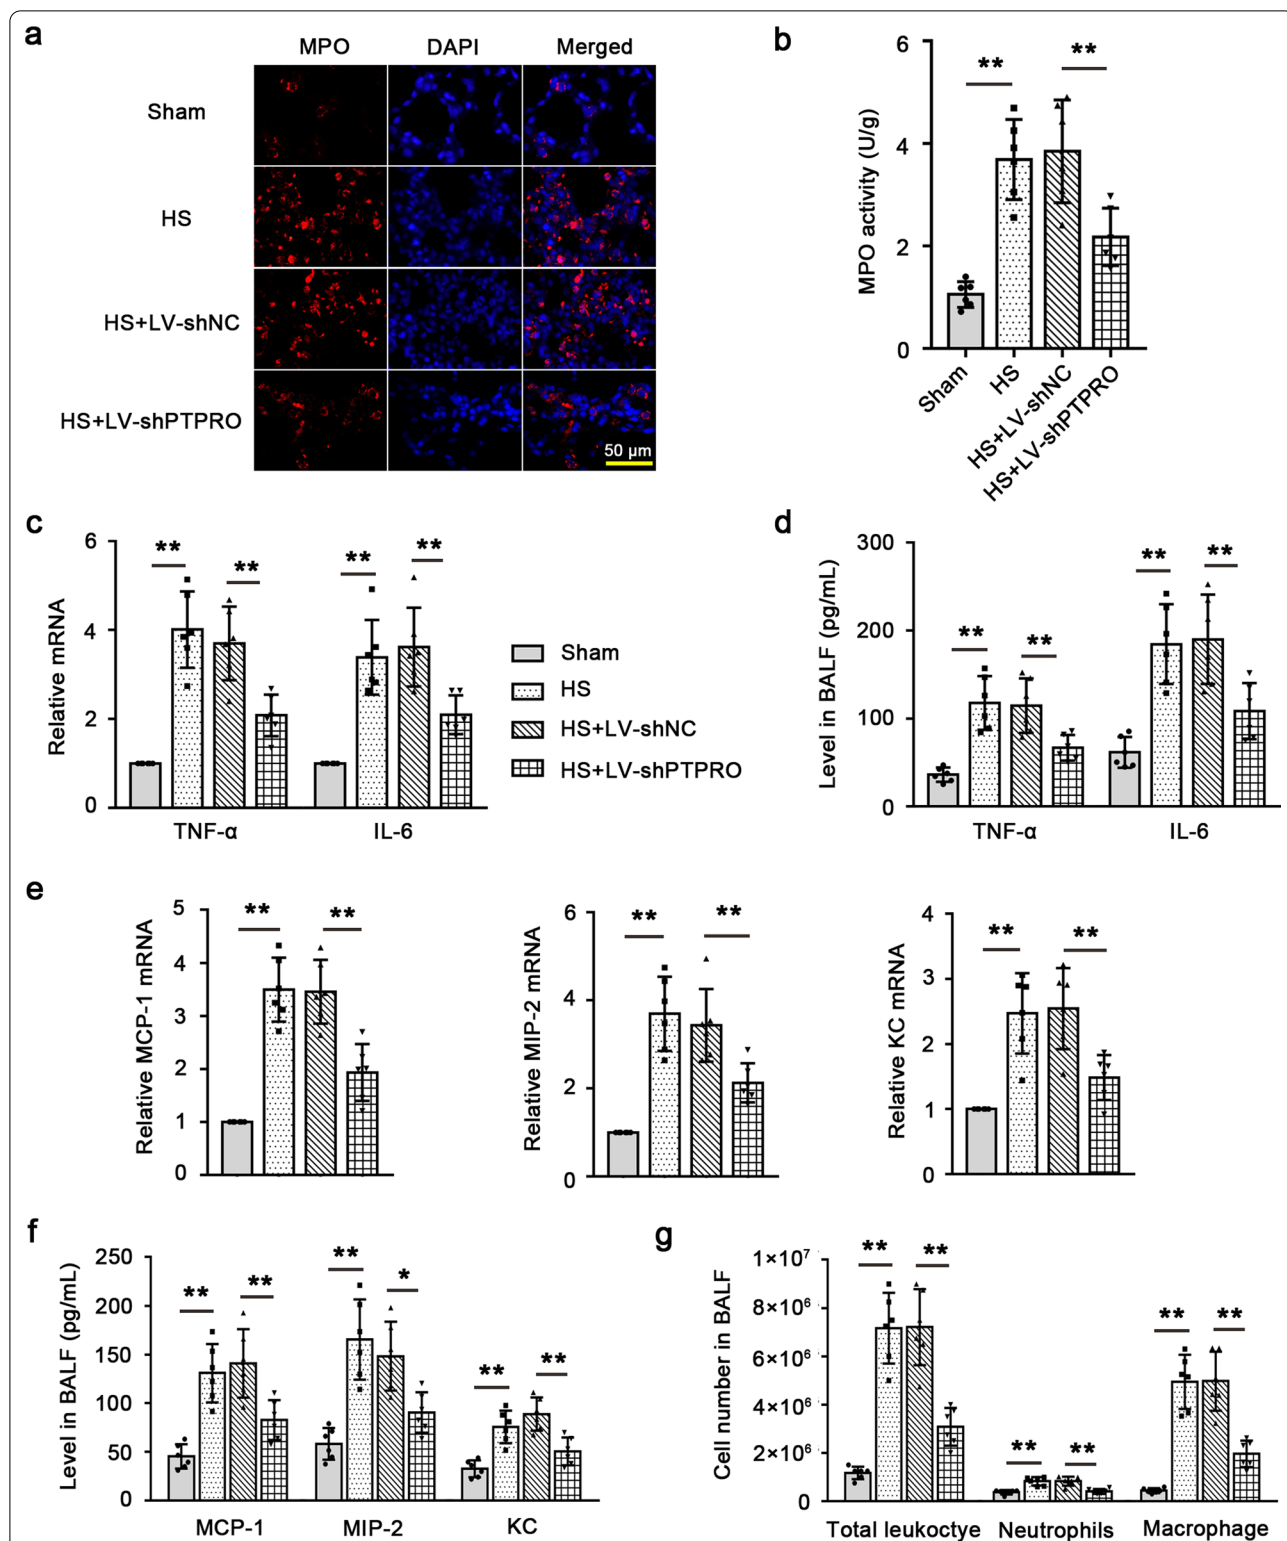 a
MPO DAPI Merged
Sham
HS
HS+LV-shNC
HS+LV-shPTPRO
50 µm
b
MPO activity (U/g)
6
4
2
0
** **
Sham
HS
HS+LV-shNC
HS+LV-shPTPRO
c
Relative mRNA
6
4
2
0
** ** ** **
TNF-α IL-6
Sham
HS
HS+LV-shNC
HS+LV-shPTPRO
d
Level in BALF (pg/mL)
300
200
100
0
** ** ** **
TNF-α IL-6
e
Relative MCP-1 mRNA
5
4
3
2
1
0
** **
Relative MIP-2 mRNA
6
4
2
0
** **
Relative KC mRNA
4
3
2
1
0
** **
f
Level in BALF (pg/mL)
250
200
150
100
50
0
** ** ** * ** **
MCP-1 MIP-2 KC
g
Cell number in BALF
1×10⁷
8×10⁶
6×10⁶
4×10⁶
2×10⁶
0
** ** ** ** ** **
Total leukoctye Neutrophils Macrophage